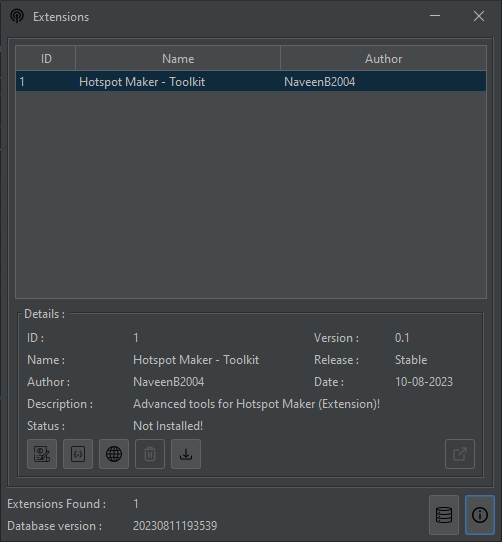 Extensions
ID Name Author
1 Hotspot Maker - Toolkit NaveenB2004
Details :
ID : 1 Version : 0.1
Name : Hotspot Maker - Toolkit Release : Stable
Author : NaveenB2004 Date : 10-08-2023
Description : Advanced tools for Hotspot Maker (Extension)!
Status : Not Installed!
Extensions Found : 1
Database version : 20230811193539